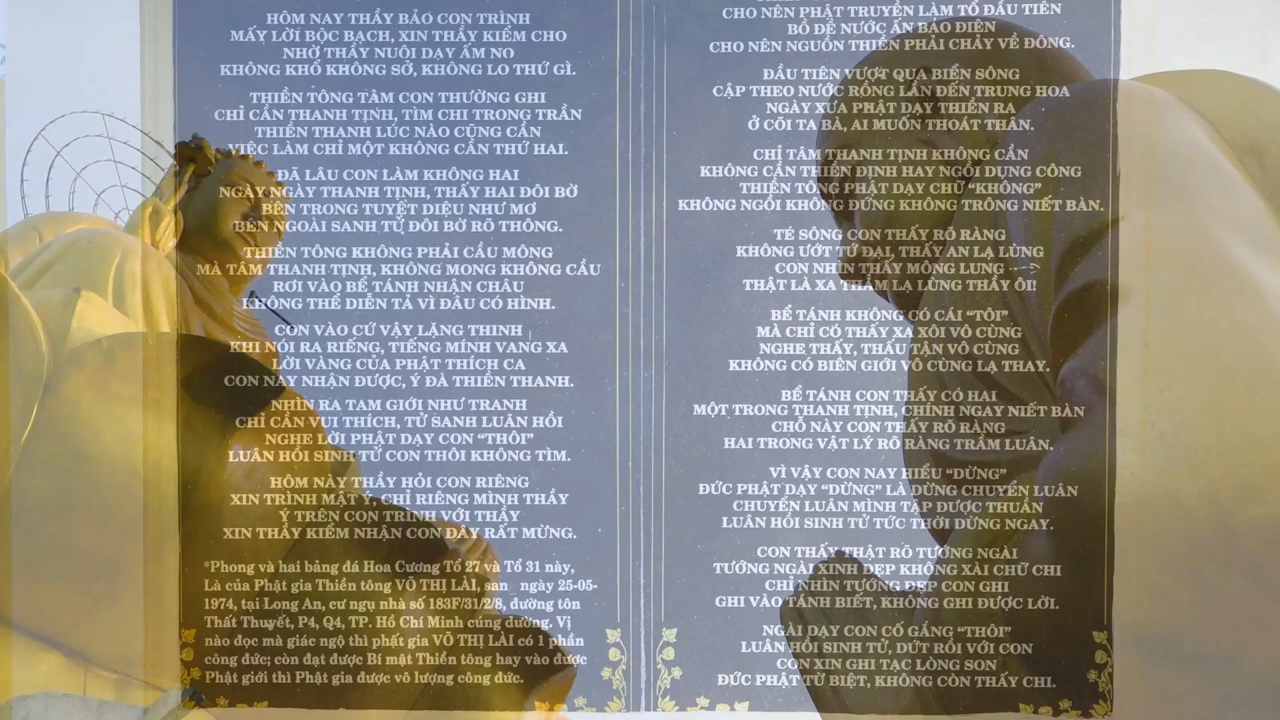 HÔM NAY THẦY BẢO CON TRÌNH
MẤY LỜI BỘC BẠCH, XIN THẦY KIỂM CHO
NHỜ THẦY NUÔI DẠY ẤM NO
KHÔNG KHỔ KHÔNG SỞ, KHÔNG LO THỨ GÌ.
THIỀN TÔNG TÂM CON THƯỜNG GHI
CHỈ CẦN THANH TỊNH, TÌM CHI TRONG TRẦN
THIỀN THANH LÚC NÀO CŨNG CẦN
VIỆC LÀM CHỈ MỘT KHÔNG CẦN THỨ HAI.
ĐÃ LÂU CON LÀM KHÔNG HAI
NGÀY NGÀY THANH TỊNH, THẤY HAI ĐÔI BỜ
BÊN TRONG TUYỆT DIỆU NHƯ MƠ
BÊN NGOÀI SANH TỬ ĐÔI BỜ RÕ THÔNG.
THIỀN TÔNG KHÔNG PHẢI CẦU MÔNG
MÀ TÂM THANH TỊNH, KHÔNG MONG KHÔNG CẦU
RƠI VÀO BỂ TÁNH NHẬN CHÂU
KHÔNG THỂ DIỄN TẢ VÌ ĐÂU CÓ HÌNH.
CON VÀO CỨ VẬY LẶNG THINH
KHI NÓI RA RIẾNG, TIẾNG MÍNH VANG XA
LỜI VÀNG CỦA PHẬT THÍCH CA
CON NAY NHẬN ĐƯỢC, Ý ĐÀ THIỀN THANH.
NHÌN RA TAM GIỚI NHƯ TRANH
CHỈ CẦN VUI THÍCH, TỬ SANH LUÂN HỒI
NGHE LỜI PHẬT DẠY CON “THÔI”
LUÂN HỒI SINH TỬ CON THÔI KHÔNG TÌM.
HÔM NÀY THẦY HỎI CON RIÊNG
XIN TRÌNH MẬT Ý, CHỈ RIÊNG MÌNH THẦY
Ý TRÊN CON TRÌNH VỚI THẦY
XIN THẦY KIỂM NHẬN CON ĐÂY RẤT MỪNG.
*Phong và hai bảng đá Hoa Cương Tổ 27 và Tổ 31 này,
Là của Phật gia Thiền tông VÕ THỊ LÀI, san_ ngày 25-05-
1974, tại Long An, cư ngụ nhà số 183F/31/2/8, đường tôn
Thất Thuyết, P4, Q4, TP. Hồ Chí Minh cúng dường. Vị
nào đọc mà giác ngộ thì phất gia VÕ THỊ LÀI có 1 phần
công đức; còn đạt được Bí mật Thiền tông hay vào được
Phật giới thì Phật gia được vô lượng công đức.
CHO NÊN PHẬT TRUYỀN LÀM TỔ ĐẦU TIÊN
BỒ ĐỀ NƯỚC ẤN BẢO ĐIỀN
CHO NÊN NGUỒN THIỀN PHẢI CHẢY VỀ ĐÔNG.
ĐẦU TIÊN VƯỢT QUA BIỂN SÔNG
CẬP THEO NƯỚC RỒNG LẦN ĐẾN TRUNG HOA
NGÀY XƯA PHẬT DẠY THIỀN RA
Ở CÕI TA BÀ, AI MUỐN THOÁT THÂN.
CHỈ TÂM THANH TỊNH KHÔNG CẦN
KHÔNG CẦN THIỀN ĐỊNH HAY NGỒI DỤNG CÔNG
THIỀN TÔNG PHẬT DẠY CHỮ “KHÔNG”
KHÔNG NGỒI KHÔNG ĐỨNG KHÔNG TRÔNG NIẾT BÀN.
TÉ SÔNG CON THẤY RỎ RÀNG
KHÔNG ƯỚT TỨ ĐẠI, THẤY AN LẠ LÙNG
CON NHÌN THẤY MÔNG LUNG
THẬT LÀ XA THẲM LẠ LÙNG THẦY ÔI!
BỂ TÁNH KHÔNG CÓ CÁI “TÔI”
MÀ CHỈ CÓ THẤY XA XÔI VÔ CÙNG
NGHE THẤY, THẤU TẬN VÔ CÙNG
KHÔNG CÓ BIÊN GIỚI VÔ CÙNG LẠ THAY.
BỂ TÁNH CON THẤY CÓ HAI
MỘT TRONG THANH TỊNH, CHÍNH NGAY NIẾT BÀN
CHỖ NÀY CON THẤY RÕ RÀNG
HAI TRONG VẬT LÝ RÕ RÀNG TRẦM LUÂN.
VÌ VẬY CON NAY HIỂU “DỪNG”
ĐỨC PHẬT DẠY “DỪNG” LÀ DỪNG CHUYỂN LUÂN
CHUYỂN LUÂN MÌNH TẬP ĐƯỢC THUẦN
LUÂN HỒI SINH TỬ TỨC THỜI DỪNG NGAY.
CON THẤY THẬT RÕ TƯỚNG NGÀI
TƯỚNG NGÀI XINH ĐẸP KHÔNG XÀI CHỮ CHI
CHỈ NHÌN TƯỚNG ĐẸP CON GHI
GHI VÀO TÁNH BIẾT, KHÔNG GHI ĐƯỢC LỜI.
NGÀI DẠY CON CỐ GẮNG “THÔI”
LUÂN HỒI SINH TỬ, DỨT RỒI VỚI CON
CON XIN GHI TẠC LÒNG SON
ĐỨC PHẬT TỪ BIỆT, KHÔNG CÒN THẤY CHI.